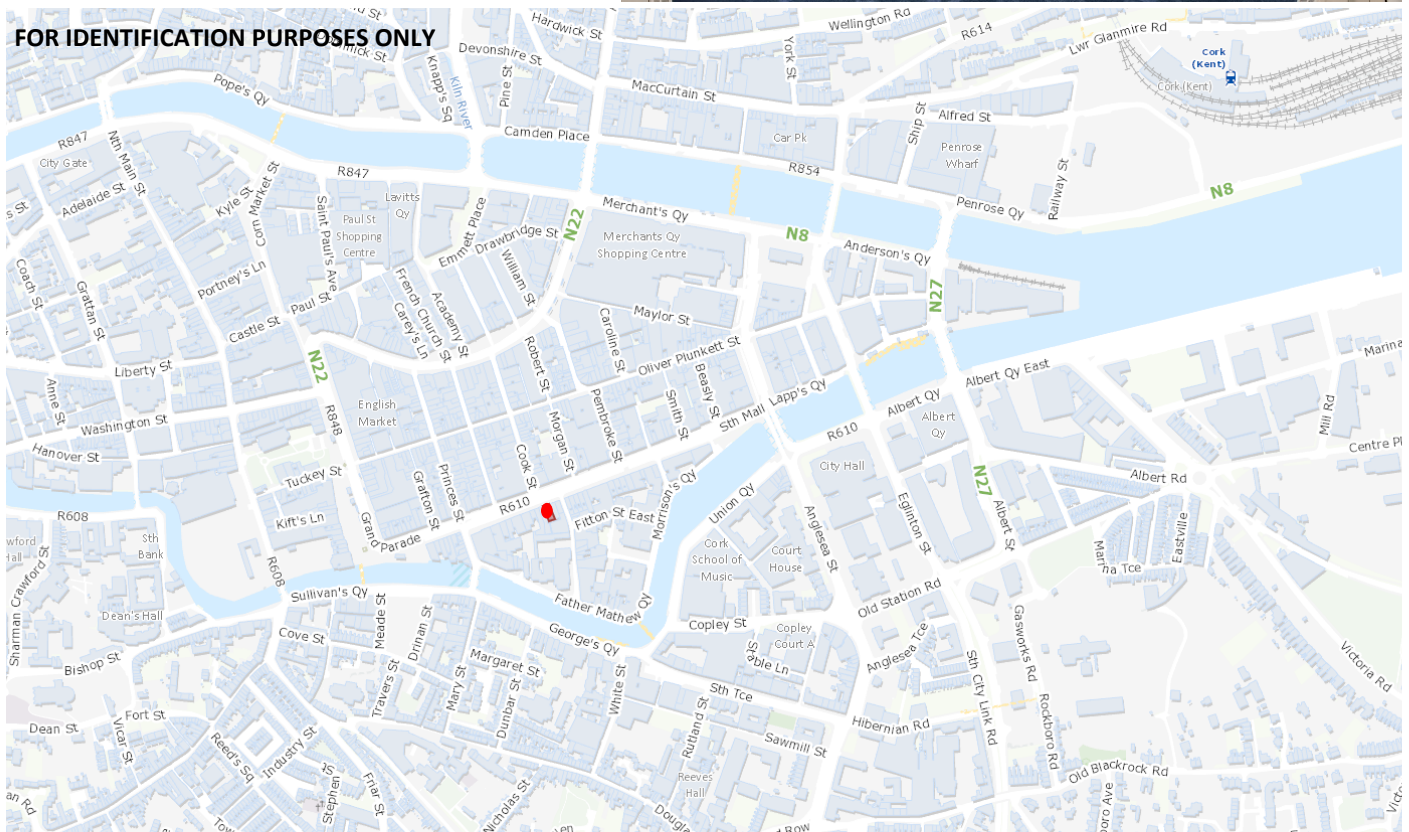 FOR IDENTIFICATION PURPOSES ONLY
Hardwick St
Wellington Rd
R614
Lwr Glanmire Rd
Devonshire St
York St
Cork
(Kent)
Cork (Kent)
Knapp's Sq
Kiln River
Pine St
MacCurtain St
Pope's Qy
Ship St
Alfred St
R847
Nth Main St
Camden Place
Car Pk
Penrose
Wharf
City Gate
R847
R854
Railway St
N8
Adelaide St
Kyle St
Corn Market St
Saint Paul's Ave
Lavitts
Qy
Paul St
Shopping
Centre
Emmett Place
Drawbridge St
N22
Merchant's Qy
Merchants Qy
Shopping Centre
N8
Penrose Qy
Anderson's Qy
Coach St
Grattan St
Portney's Ln
William St
N27
Castle St
Paul St
French Church St
Carey's Ln
Academy St
Maylor St
Caroline St
Liberty St
N22
Robert St
Oliver Plunkett St
Marina
Anne St
R848
English
Market
Pembroke St
Smith St
Beasly St
Sth Mall
Lapp's Qy
Albert Qy
Albert Qy East
Mill Rd
Washington St
Hanover St
Cook St
Morgan St
R610
Albert
Qy
Centre Pl
Tuckey St
Grafton St
Princes St
City Hall
N27
Albert Rd
R608
Kift's Ln
Grand
Parade
R610
Fitton St East
Morrison's Qy
Union Qy
Anglesea St
Eglinton St
Albert St
Eastville
Sth
Bank
R608
Cork
School of
Music
Court
House
Sharman Crawford St
Sullivan's Qy
Father Mathew Qy
Old Station Rd
Dean's Hall
Meade St
Drinan St
George's Qy
Copley St
Copley
Court A
Anglesea Tce
Gasworks Rd
Cove St
Bishop St
Margaret St
Mary St
Dunbar St
White St
Victoria Rd
Travers St
Sth Tce
Sth City Link Rd
Rockboro Rd
Fort St
Dean St
Vicar St
Reed's Sq
Industry St
Rutland St
Sawmill St
Hibernian Rd
Old Blackrock Rd
Stephen
Friar St
Nicholas St
Reeves
Hall